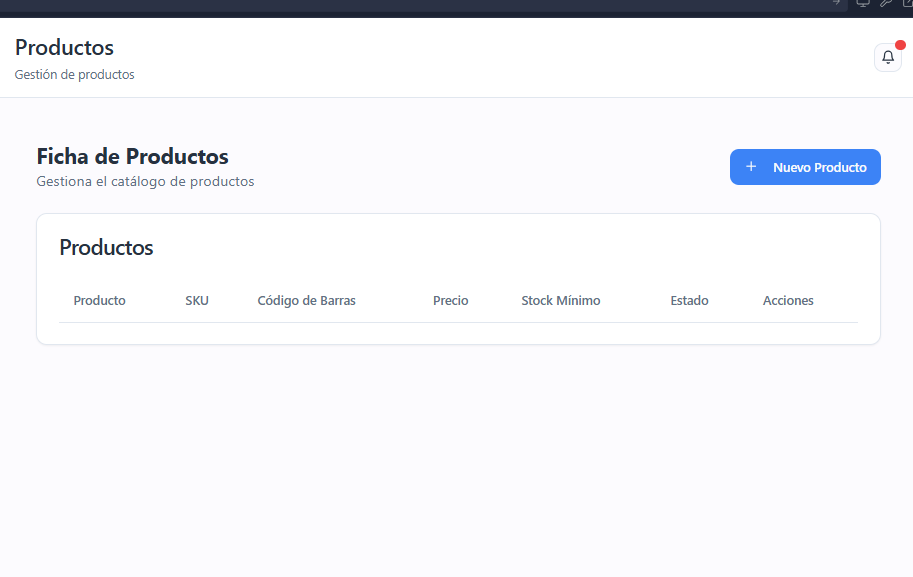 Productos
Gestión de productos
Ficha de Productos
Gestiona el catálogo de productos
Nuevo Producto
Productos
Producto SKU Código de Barras Precio Stock Mínimo Estado Acciones